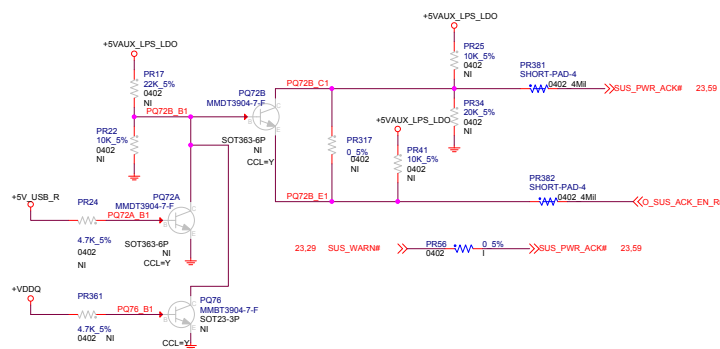 +5VAUX_LPS_LDO
PR25
10K_5%
0402
NI
+5VAUX_LPS_LDO
PR17
22K_5%
0402
NI
PQ72B_B1
PQ72B
MMDT3904-7-F
C
B
E
SOT363-6P
NI
CCL=Y
PQ72B_C1
PR381
SHORT-PAD-4
0402_4Mil
SUS_PWR_ACK#
23,59
PR22
10K_5%
0402
NI
PR34
20K_5%
0402
NI
+5VAUX_LPS_LDO
PR317
0_5%
0402
NI
PR41
10K_5%
0402
NI
+5V_USB_R
PR24
PQ72A_B1
4.7K_5%
0402
NI
PQ72A
MMDT3904-7-F
C
B
E
SOT363-6P
NI
CCL=Y
PQ72B_E1
PR382
SHORT-PAD-4
0402_4Mil
O_SUS_ACK_EN_R
23,29
SUS_WARN#
PR56
0402
0_5%
I
SUS_PWR_ACK#
23,59
+VDDQ
PR361
PQ76_B1
4.7K_5%
0402
NI
PQ76
MMBT3904-7-F
SOT23-3P
NI
C
B
E
CCL=Y